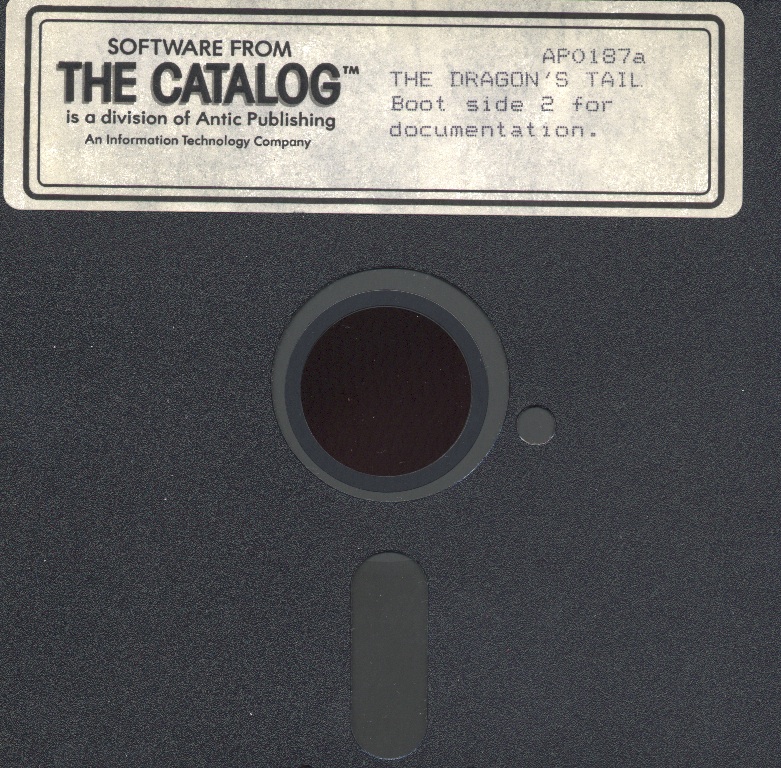 SOFTWARE FROM
THE CATALOG™
is a division of Antic Publishing
An Information Technology Company
AP0187a
THE DRAGON'S TAIL
Boot side 2 for
documentation.